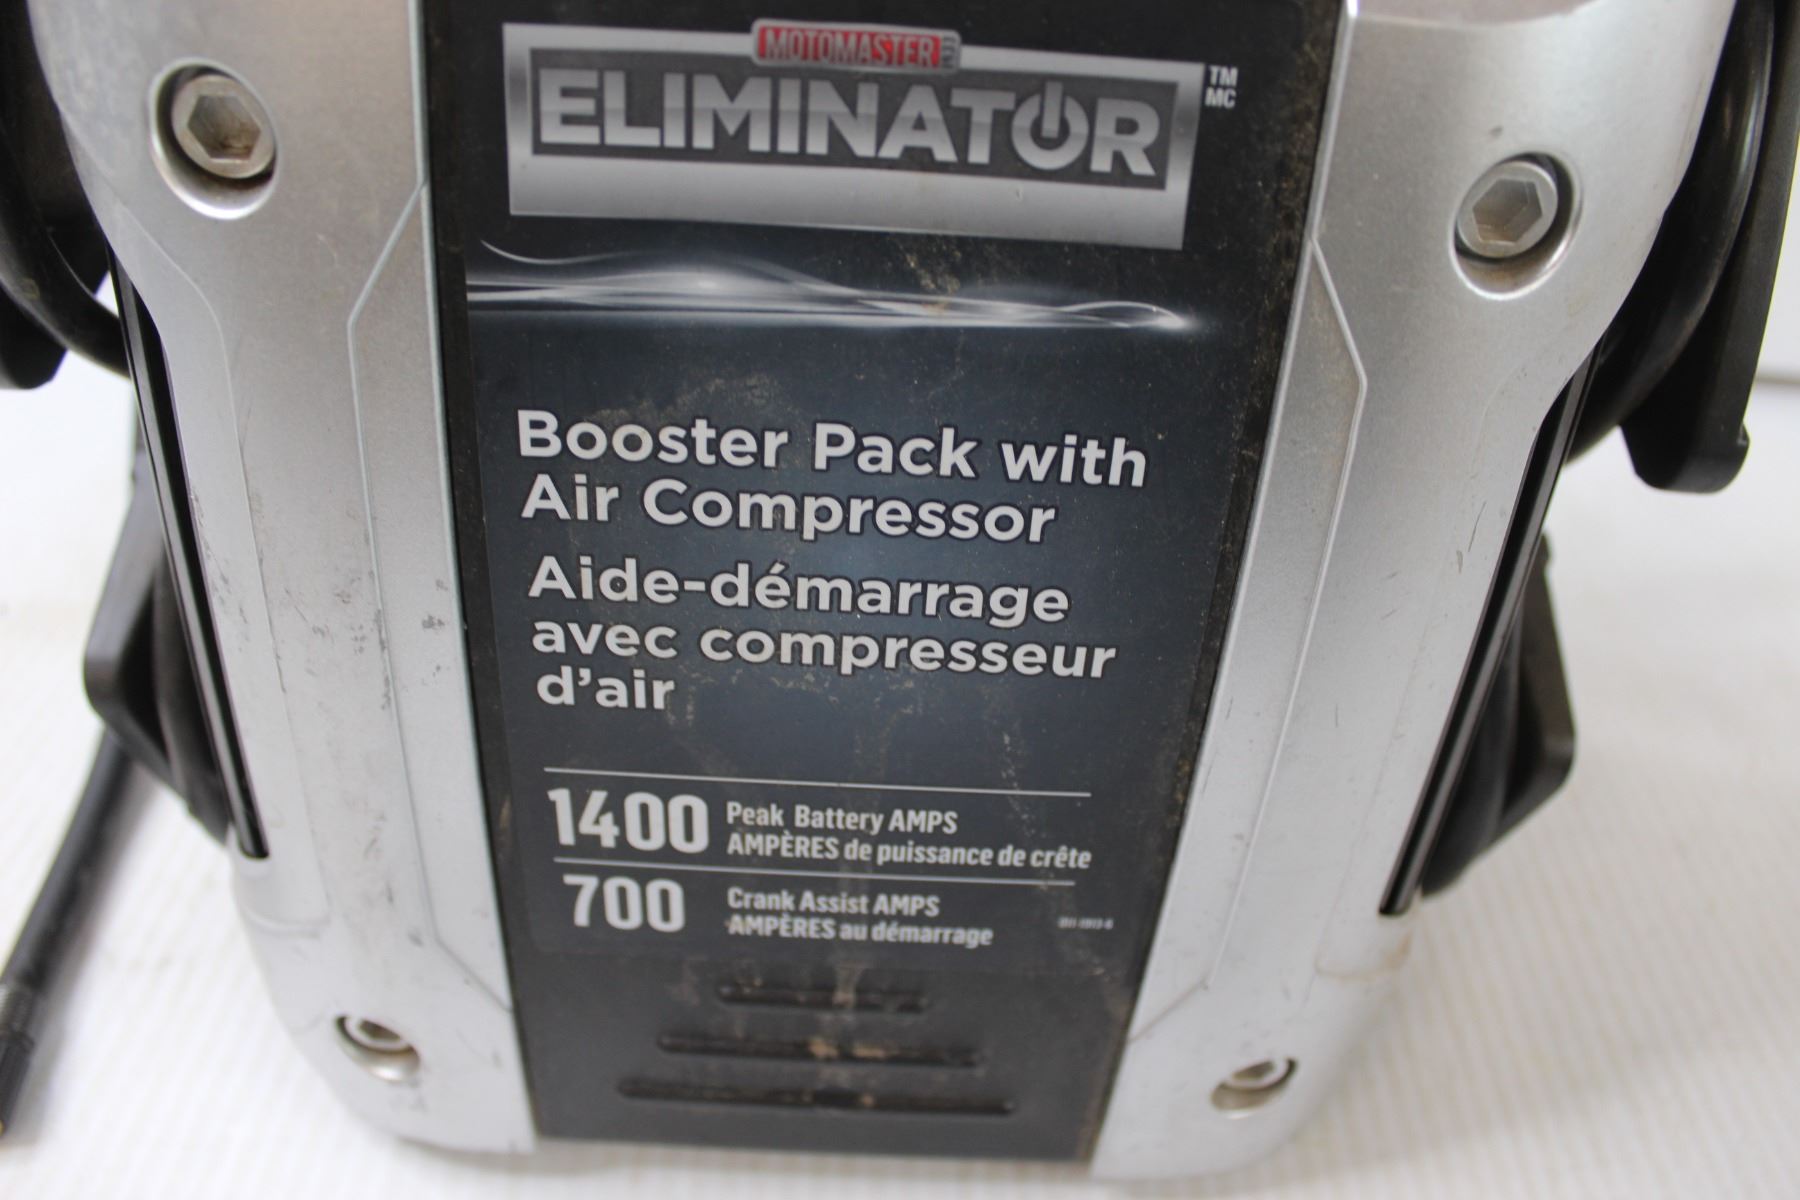 MOTOMASTER
ELIMINATOR
TM
MC
Booster Pack with
Air Compressor
Aide-démarrage
avec compresseur
d'air
1400 Peak Battery AMPS
AMPÈRES de puissance de crête
700 Crank Assist AMPS
AMPÈRES au démarrage